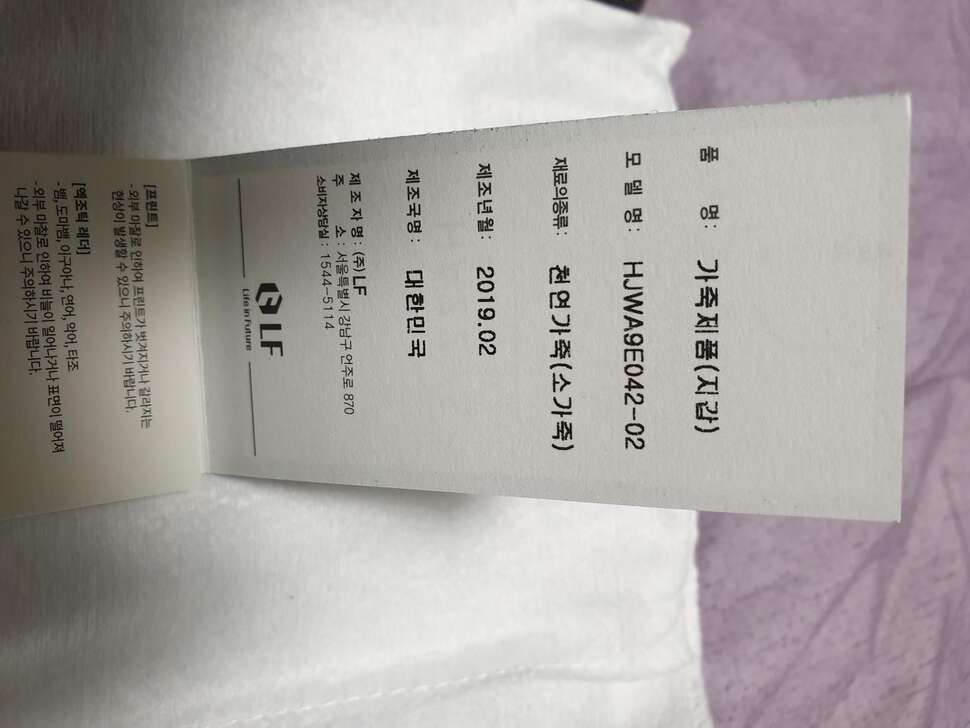 품 명: 가죽제품(지갑)
모 델 명: HJWA9E042-02
재료의종류: 천연가죽(소가죽)
제조년월: 2019.02
제조국명: 대한민국
제 조 자 명: (주)LF
주 소: 서울특별시 강남구 언주로 870
소비자상담실: 1544-5114
LF
Life in Future
[프린트]
-외부 마찰로 인하여 프린트가 벗겨지거나 갈라지는
현상이 발생할 수 있으니 주의하시기 바랍니다.
[엑조틱 레더]
-뱀,도마뱀, 이구아나, 연어, 악어, 타조
-외부 마찰로 인하여 비늘이 일어나거나 표면이 떨어져
나갈 수 있으니 주의하시기 바랍니다.